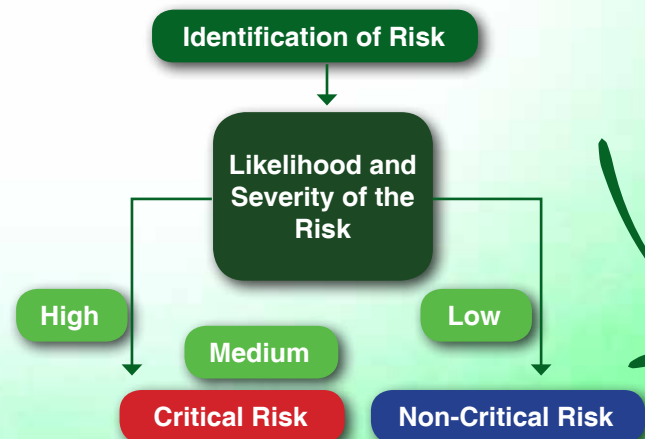 Identification of Risk
Likelihood and
Severity of the
Risk
High
Low
Medium
Critical Risk
Non-Critical Risk